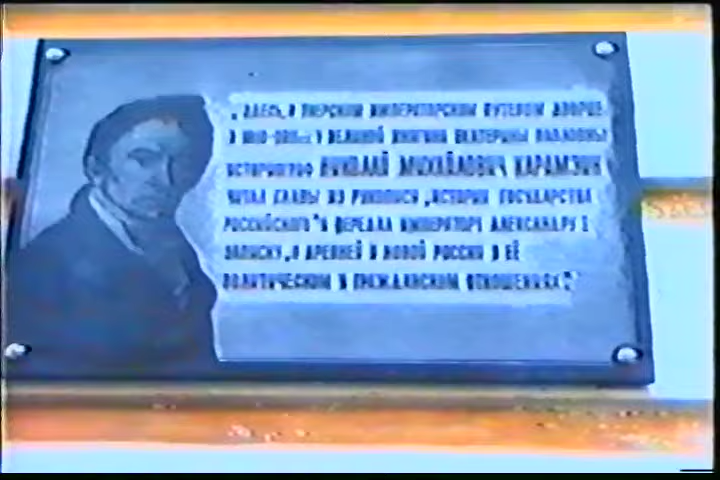 „Здесь, в Тверском императорском путевом дворце
в 1810-1811гг у великой княгини Екатерины Павловны
историограф НИКОЛАЙ МИХАЙЛОВИЧ КАРАМЗИН
читал главы из рукописи „История государства
Российского" и передал императору Александру I
записку „О древней и новой России в её
политическом и гражданском отношениях"